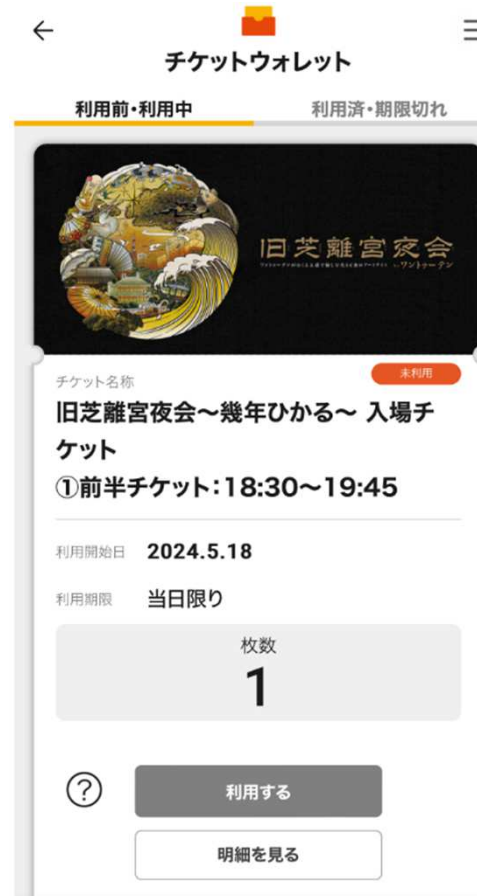 チケットウォレット
利用前・利用中
利用済・期限切れ
旧芝離宮夜会
ワントゥーテン
未利用
チケット名称
旧芝離宮夜会〜幾年ひかる〜 入場チ
ケット
①前半チケット：18:30〜19:45
利用開始日 2024.5.18
利用期限 当日限り
枚数
1
?
利用する
明細を見る